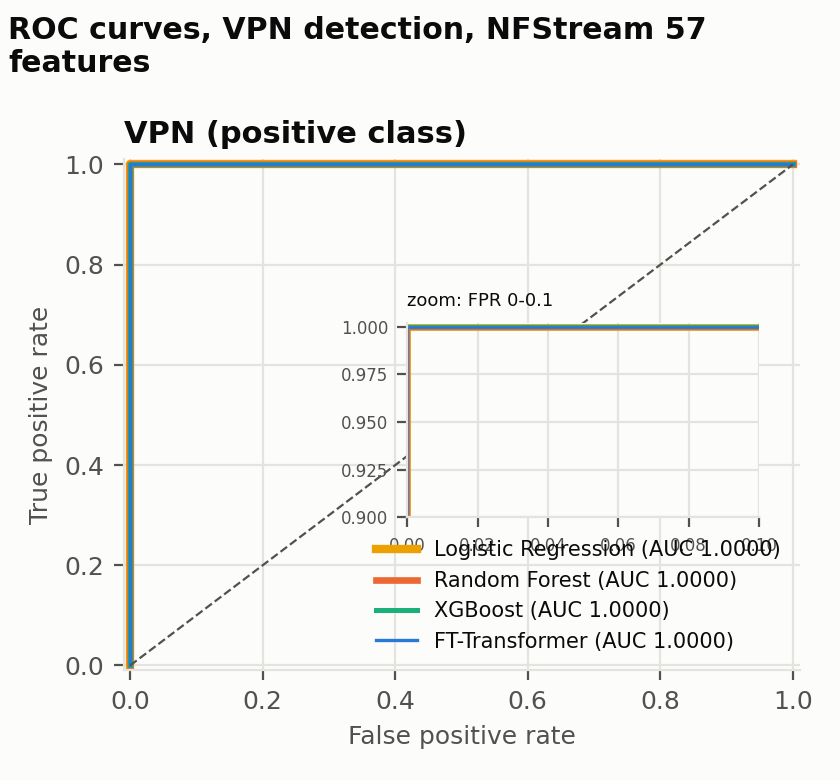 ROC curves, VPN detection, NFStream 57
features
VPN (positive class)
1.0
0.8
0.6
0.4
0.2
0.0
True positive rate
zoom: FPR 0-0.1
1.000
0.975
0.950
0.925
0.900
0.00 0.02 0.04 0.06 0.08 0.10
Logistic Regression (AUC 1.0000)
Random Forest (AUC 1.0000)
XGBoost (AUC 1.0000)
FT-Transformer (AUC 1.0000)
0.0 0.2 0.4 0.6 0.8 1.0
False positive rate